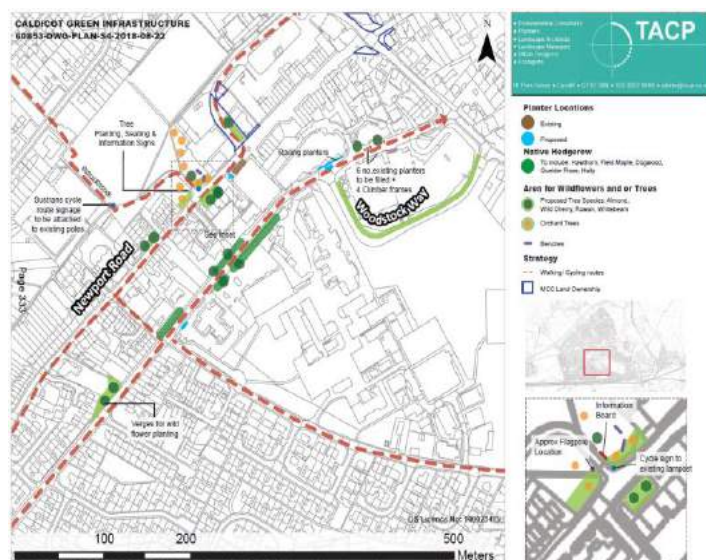 CALDICOT GREEN INFRASTRUCTURE
60853-DWG-PLAN-S4-2018-08-22
N
Tree
Planting, Seating &
Information Signs
Sustrans cycle
route signage
to be attached
to existing poles
Newport Road
See Inset
Page 333
Existing planters
6 no. existing planters
to be filled +
4 Climber frames
Woodstock Way
Verges for wild
flower planting
100
200
500
Meters
TACP
Planter Locations
Existing
Proposed
Native Hedgerow
To include: Hawthorn, Field Maple, Dogwood,
Guelder Rose, Holly
Area for Wildflowers and or Trees
Proposed Tree Species, Almond,
Wild Cherry, Rowan, Whitebeam
Orchard Trees
Benches
Strategy
Walking/ Cycling routes
MCC Land Ownership
Information
Board
Approx Flagpole
Location
Cycle sign to
existing lamppost